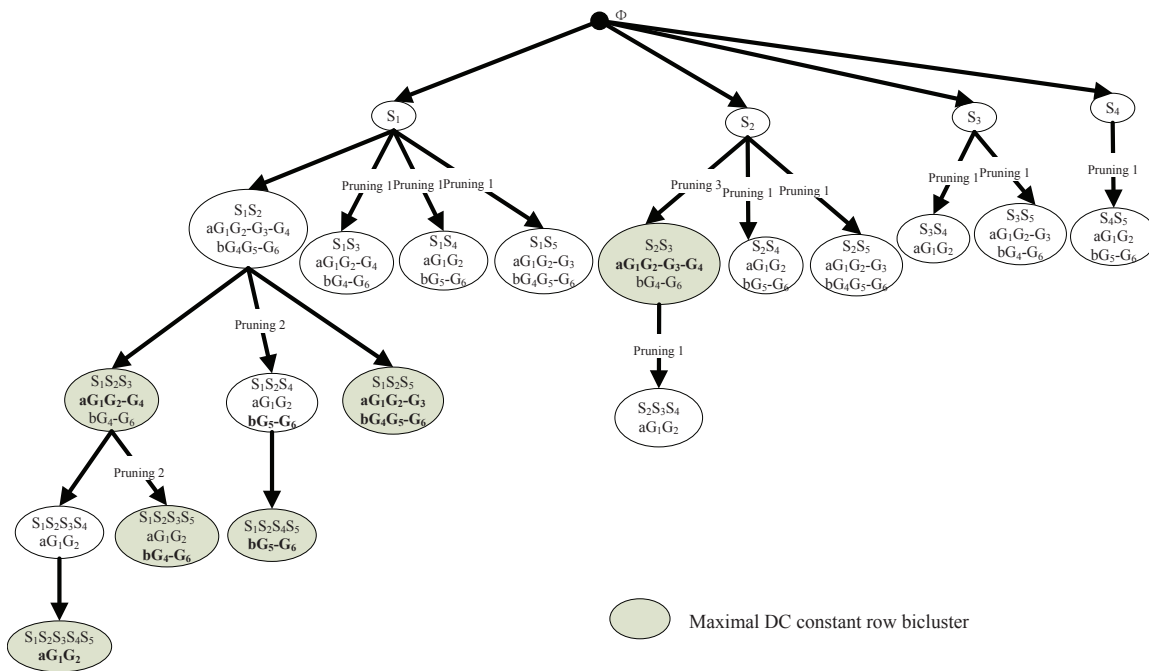 Φ
S₁
S₂
S₃
S₄
Pruning 1
Pruning 1
Pruning 1
Pruning 3
Pruning 1
Pruning 1
Pruning 1
Pruning 1
Pruning 1
S₁S₂
aG₁G₂-G₃-G₄
bG₄G₅-G₆
S₁S₃
aG₁G₂-G₄
bG₄-G₆
S₁S₄
aG₁G₂
bG₅-G₆
S₁S₅
aG₁G₂-G₃
bG₄G₅-G₆
S₂S₃
aG₁G₂-G₃-G₄
bG₄-G₆
S₂S₄
aG₁G₂
bG₅-G₆
S₂S₅
aG₁G₂-G₃
bG₄G₅-G₆
S₃S₄
aG₁G₂
S₃S₅
aG₁G₂-G₃
bG₄-G₆
S₄S₅
aG₁G₂
bG₅-G₆
Pruning 2
Pruning 1
S₁S₂S₃
aG₁G₂-G₄
bG₄-G₆
S₁S₂S₄
aG₁G₂
bG₅-G₆
S₁S₂S₅
aG₁G₂-G₃
bG₄G₅-G₆
S₂S₃S₄
aG₁G₂
Pruning 2
S₁S₂S₃S₄
aG₁G₂
S₁S₂S₃S₅
aG₁G₂
bG₄-G₆
S₁S₂S₄S₅
bG₅-G₆
S₁S₂S₃S₄S₅
aG₁G₂
Maximal DC constant row bicluster